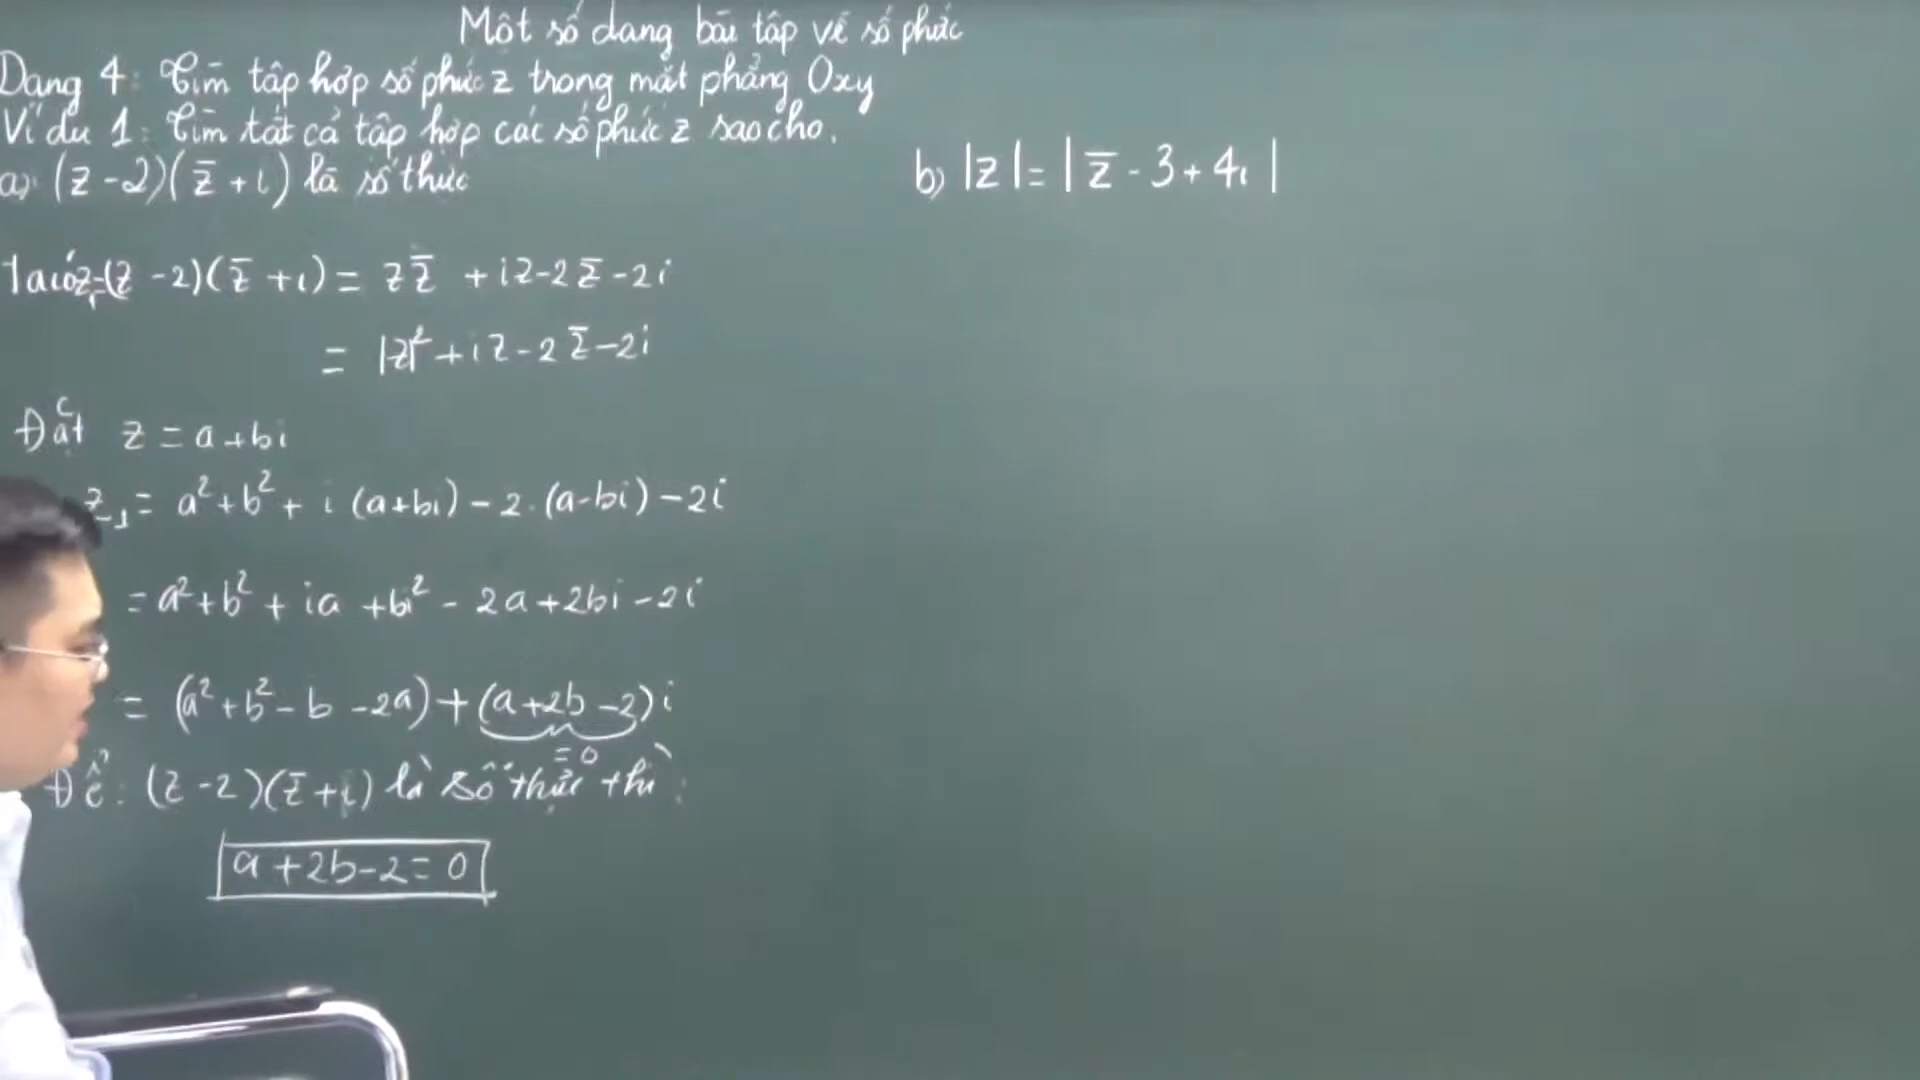 Một số dạng bài tập về số phức
Dạng 4: Tìm tập hợp số phức z trong mặt phẳng Oxy
Ví dụ 1: Tìm tất cả tập hợp các số phức z sao cho.
a) (z - 2)(z̅ + i) là số thực
b) |z| = | z̅ - 3 + 4i |
Ta có z₁=(z - 2)(z̅ + i) = z z̅ + iz - 2z̅ - 2i
= |z|² + iz - 2z̅ - 2i
Đặt z = a + bi
z₁ = a² + b² + i (a+bi) - 2.(a-bi) - 2i
= a² + b² + ia + bi² - 2a + 2bi - 2i
= (a² + b² - b - 2a) + (a + 2b - 2) i
= 0
Để : (z - 2)(z̅ + i) là số thực thì :
a + 2b - 2 = 0